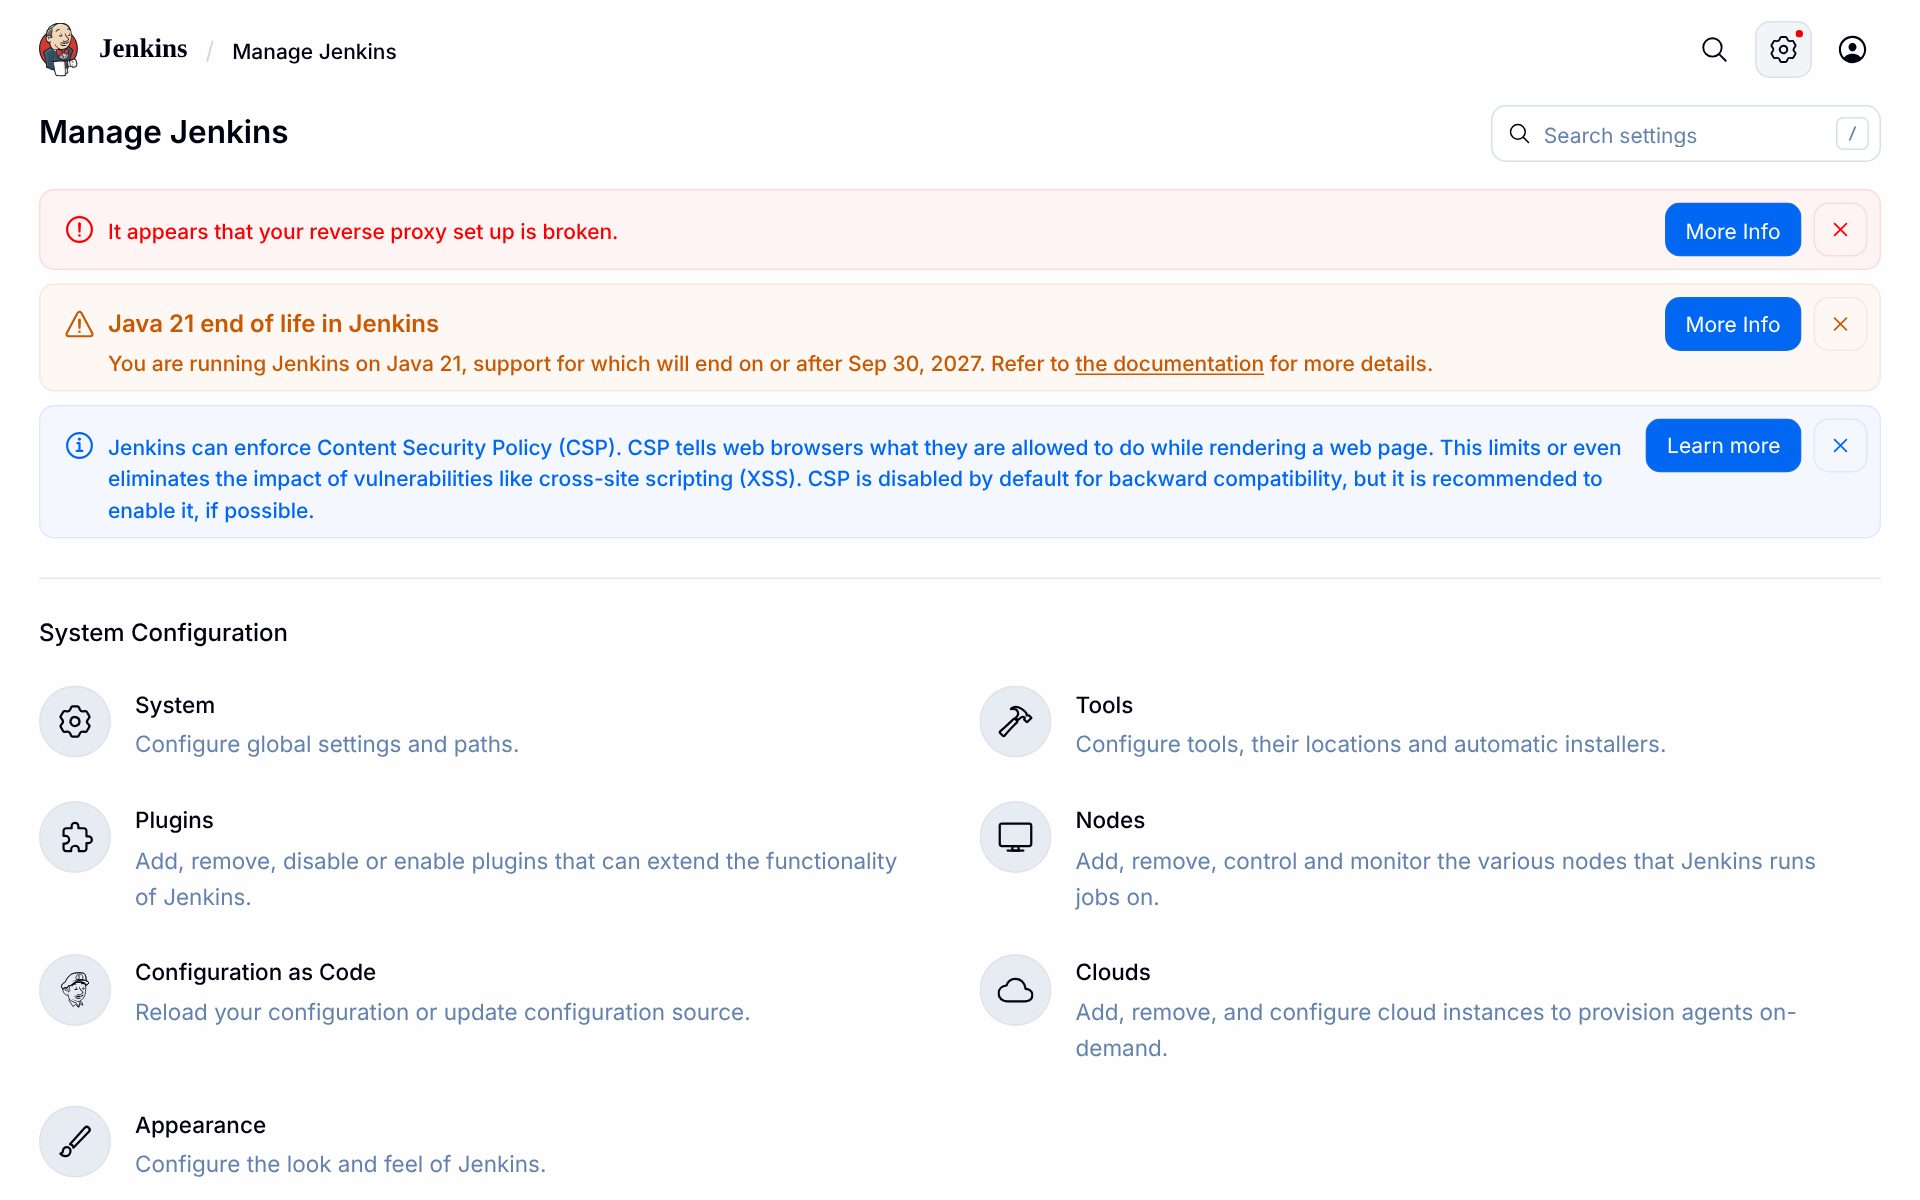 Jenkins / Manage Jenkins
Manage Jenkins
Search settings /
It appears that your reverse proxy set up is broken.
More Info
Java 21 end of life in Jenkins
More Info
You are running Jenkins on Java 21, support for which will end on or after Sep 30, 2027. Refer to the documentation for more details.
Jenkins can enforce Content Security Policy (CSP). CSP tells web browsers what they are allowed to do while rendering a web page. This limits or even
eliminates the impact of vulnerabilities like cross-site scripting (XSS). CSP is disabled by default for backward compatibility, but it is recommended to
enable it, if possible.
Learn more
System Configuration
System
Configure global settings and paths.
Tools
Configure tools, their locations and automatic installers.
Plugins
Add, remove, disable or enable plugins that can extend the functionality
of Jenkins.
Nodes
Add, remove, control and monitor the various nodes that Jenkins runs
jobs on.
Configuration as Code
Reload your configuration or update configuration source.
Clouds
Add, remove, and configure cloud instances to provision agents on-
demand.
Appearance
Configure the look and feel of Jenkins.